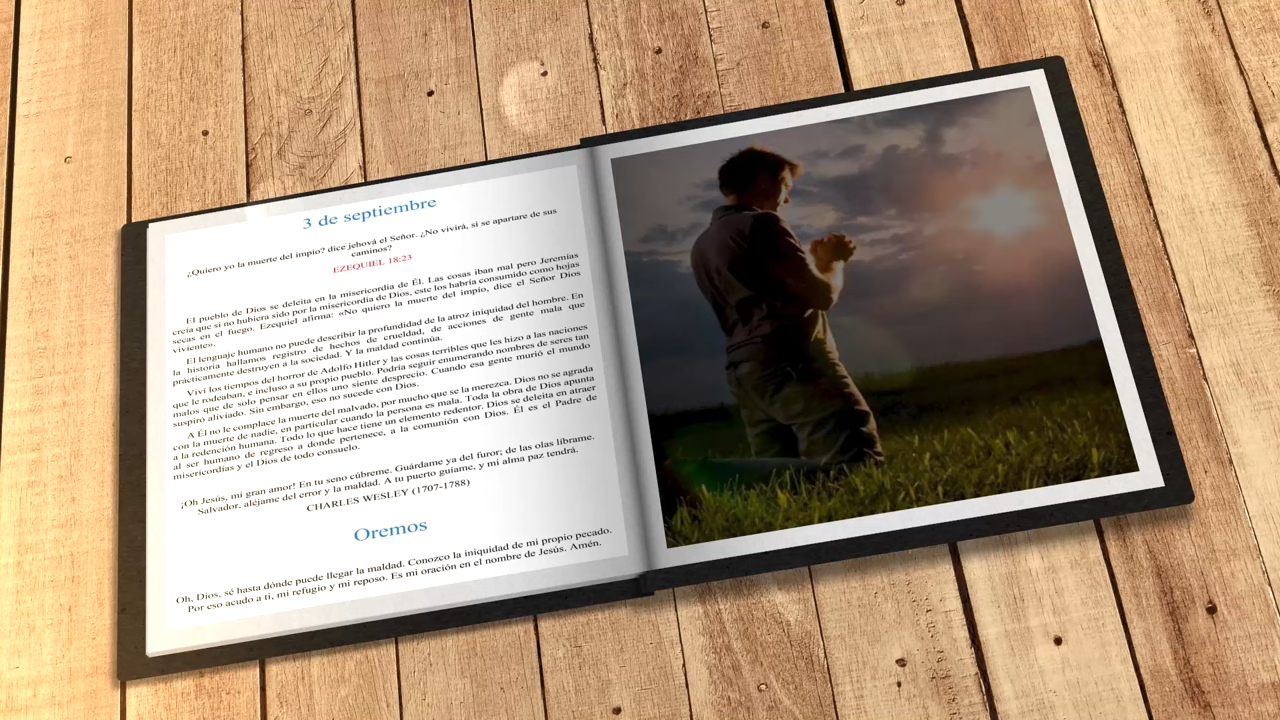 3 de septiembre
¿Quiero yo la muerte del impío? dice jehová el Señor. ¿No vivirá, si se apartare de sus
caminos?
EZEQUIEL 18:23
El pueblo de Dios se deleita en la misericordia de Él. Las cosas iban mal pero Jeremías
creía que si no hubiera sido por la misericordia de Dios, este los habría consumido como hojas
secas en el fuego. Ezequiel afirma: «No quiero la muerte del impío, dice el Señor Dios
viviente».
El lenguaje humano no puede describir la profundidad de la atroz iniquidad del hombre. En
la historia hallamos registro de hechos de crueldad, de acciones de gente mala que
prácticamente destruyen a la sociedad. Y la maldad continúa.
Viví los tiempos del horror de Adolfo Hitler y las cosas terribles que les hizo a las naciones
que le rodeaban, e incluso a su propio pueblo. Podría seguir enumerando nombres de seres tan
malos que de solo pensar en ellos uno siente desprecio. Cuando esa gente murió el mundo
suspiró aliviado. Sin embargo, eso no sucede con Dios.
A Él no le complace la muerte del malvado, por mucho que se la merezca. Dios no se agrada
con la muerte de nadie, en particular cuando la persona es mala. Toda la obra de Dios apunta
a la redención humana. Todo lo que hace tiene un elemento redentor. Dios se deleita en atraer
al ser humano de regreso a donde pertenece, a la comunión con Dios. Él es el Padre de
misericordias y el Dios de todo consuelo.
¡Oh Jesús, mi gran amor! En tu seno cúbreme. Guárdame ya del furor; de las olas líbrame.
Salvador, aléjame del error y la maldad. A tu puerto guíame, y mi alma paz tendrá.
CHARLES WESLEY (1707-1788)
Oremos
Oh, Dios, sé hasta dónde puede llegar la maldad. Conozco la iniquidad de mi propio pecado.
Por eso acudo a ti, mi refugio y mi reposo. Es mi oración en el nombre de Jesús. Amén.